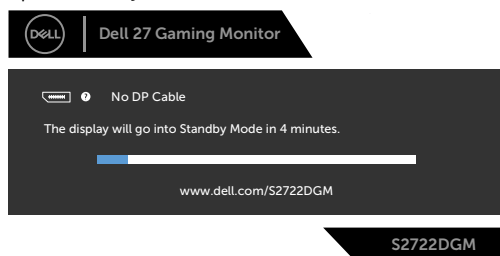 DELL
Dell 27 Gaming Monitor
? No DP Cable
The display will go into Standby Mode in 4 minutes.
www.dell.com/S2722DGM
S2722DGM